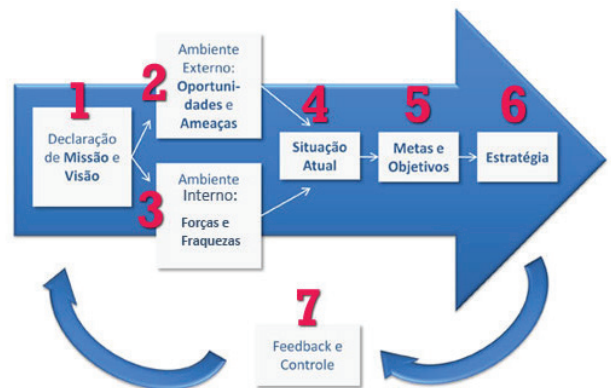 1
Declaração
de Missão e
Visão
2
Ambiente
Externo:
Oportuni-
dades e
Ameaças
3
Ambiente
Interno:
Forças e
Fraquezas
4
Situação
Atual
5
Metas e
Objetivos
6
Estratégia
7
Feedback e
Controle